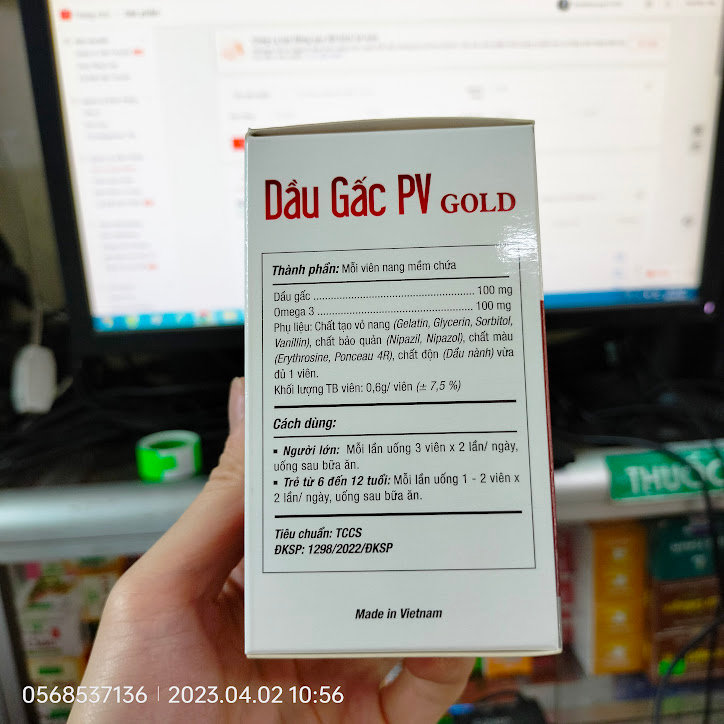 Dầu Gấc PV GOLD
Thành phần: Mỗi viên nang mềm chứa
Dầu gấc ................................................ 100 mg
Omega 3 ............................................... 100 mg
Phụ liệu: Chất tạo vỏ nang (Gelatin, Glycerin, Sorbitol,
Vanillin), chất bảo quản (Nipazil, Nipazol), chất màu
(Erythrosine, Ponceau 4R), chất độn (Dầu nành) vừa
đủ 1 viên.
Khối lượng TB viên: 0,6g/ viên (± 7,5 %)
Cách dùng:
▪ Người lớn: Mỗi lần uống 3 viên x 2 lần/ ngày,
uống sau bữa ăn.
▪ Trẻ từ 6 đến 12 tuổi: Mỗi lần uống 1 - 2 viên x
2 lần/ ngày, uống sau bữa ăn.
Tiêu chuẩn: TCCS
ĐKSP: 1298/2022/ĐKSP
Made in Vietnam
THUỐC
0568537136 | 2023.04.02 10:56